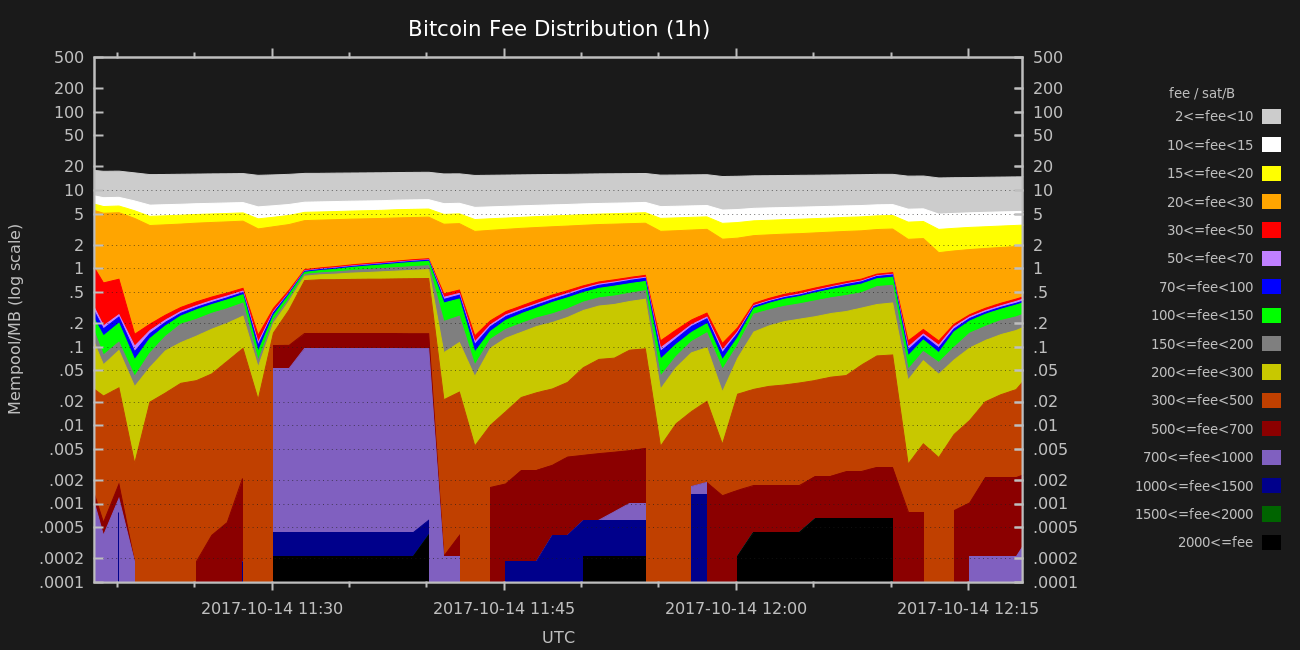 Bitcoin Fee Distribution (1h)
Mempool/MB (log scale)
500
200
100
50
20
10
5
2
1
.5
.2
.1
.05
.02
.01
.005
.002
.001
.0005
.0002
.0001
500
200
100
50
20
10
5
2
1
.5
.2
.1
.05
.02
.01
.005
.002
.001
.0005
.0002
.0001
2017-10-14 11:30
2017-10-14 11:45
2017-10-14 12:00
2017-10-14 12:15
UTC
fee / sat/B
2<=fee<10
10<=fee<15
15<=fee<20
20<=fee<30
30<=fee<50
50<=fee<70
70<=fee<100
100<=fee<150
150<=fee<200
200<=fee<300
300<=fee<500
500<=fee<700
700<=fee<1000
1000<=fee<1500
1500<=fee<2000
2000<=fee